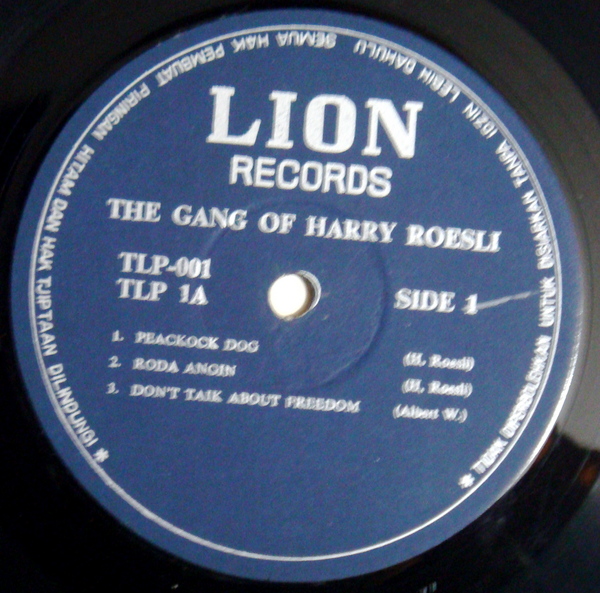 LION
RECORDS
THE GANG OF HARRY ROESLI
TLP-001
TLP 1A
SIDE 1
1. PEACKOCK DOG (H. Roesli)
2. RODA ANGIN (H. Roesli)
3. DON'T TALK ABOUT FREEDOM (Albert W.)
SEMUA HAK PEMBUAT PIRINGAN HITAM DAN HAK TJIPTAAN DILINDUNGI *
* TIDAK DIPERBOLEHKAN UNTUK DISIARKAN TANPA IDZIN LEBIH DAHULU